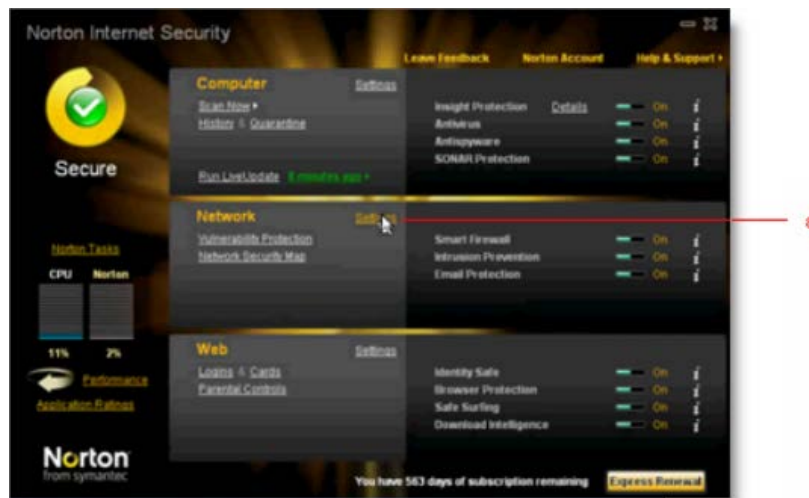 Norton Internet Security
Leave Feedback Norton Account Help & Support
Secure
Computer Settings
Scan Now
History & Quarantine
Run LiveUpdate 8 minutes ago
Insight Protection Details On
Antivirus On
Antispyware On
SONAR Protection On
Network Settings
Vulnerability Protection
Network Security Map
Smart Firewall On
Intrusion Prevention On
Email Protection On
Norton Tasks
CPU Norton
11% 2%
Performance
Application Ratings
Web Settings
Logins & Cards
Parental Controls
Identity Safe On
Browser Protection On
Safe Surfing On
Download Intelligence On
Norton
from symantec
You have 563 days of subscription remaining Express Renewal